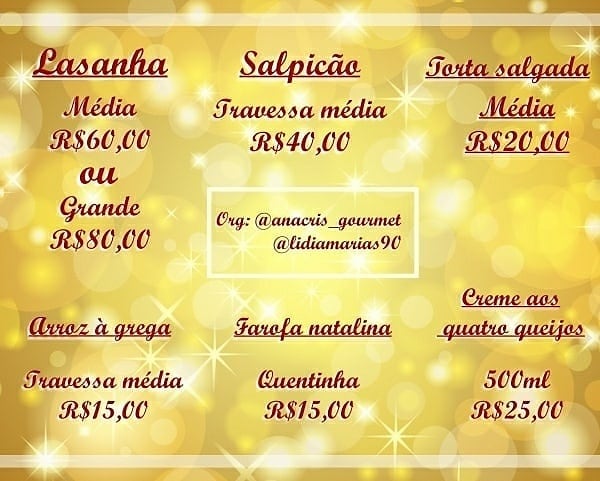 Lasanha
Média
R$60,00
ou
Grande
R$80,00
Salpicão
Travessa média
R$40,00
Torta salgada
Média
R$20,00
Org: @anacris_gourmet
@lidiamarias90
Arroz à grega
Travessa média
R$15,00
Farofa natalina
Quentinha
R$15,00
Creme aos
quatro queijos
500ml
R$25,00